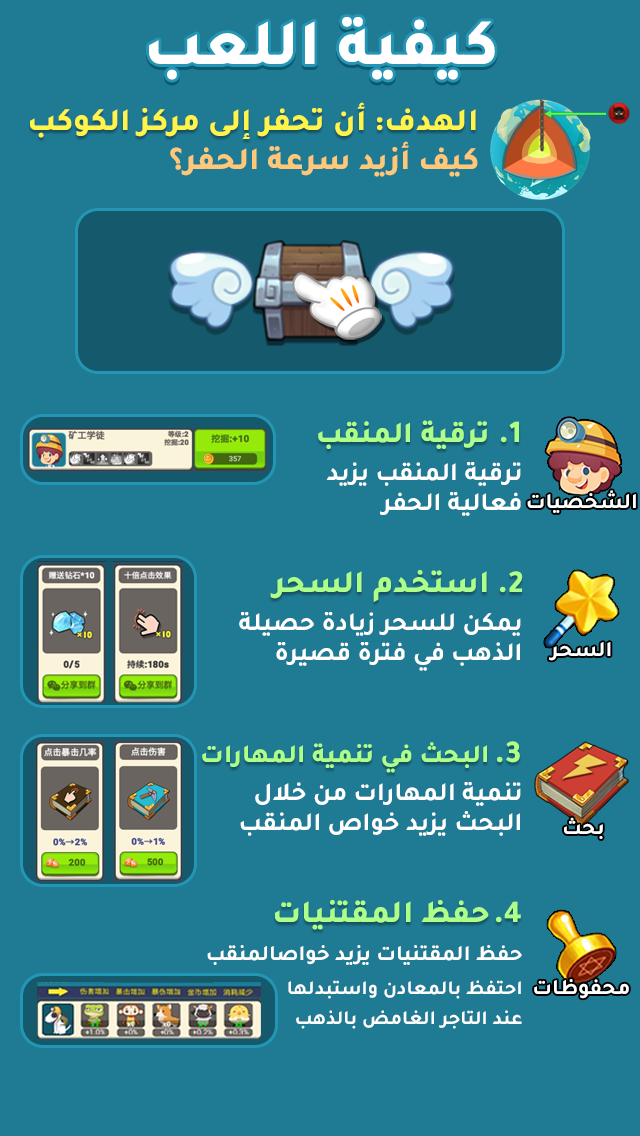 كيفية اللعب
الهدف: أن تحفر إلى مركز الكوكب
كيف أزيد سرعة الحفر؟
1. ترقية المنقب
ترقية المنقب يزيد
فعالية الحفر
الشخصيات
矿工学徒
等级:2
挖掘:20
挖掘:+10
357
2. استخدم السحر
يمكن للسحر زيادة حصيلة
الذهب في فترة قصيرة
السحر
赠送钻石*10
×10
0/5
分享到群
十倍点击效果
×10
持续:180s
分享到群
3. البحث في تنمية المهارات
تنمية المهارات من خلال
البحث يزيد خواص المنقب
بحث
点击暴击几率
0%→2%
200
点击伤害
0%→1%
500
4. حفظ المقتنيات
حفظ المقتنيات يزيد خواصالمنقب
احتفظ بالمعادن واستبدلها
عند التاجر الغامض بالذهب
محفوظات
伤害增加 暴击增加 暴伤增加 金币增加 消耗减少
+1.0% +0% +0% +0.2% +0.3%